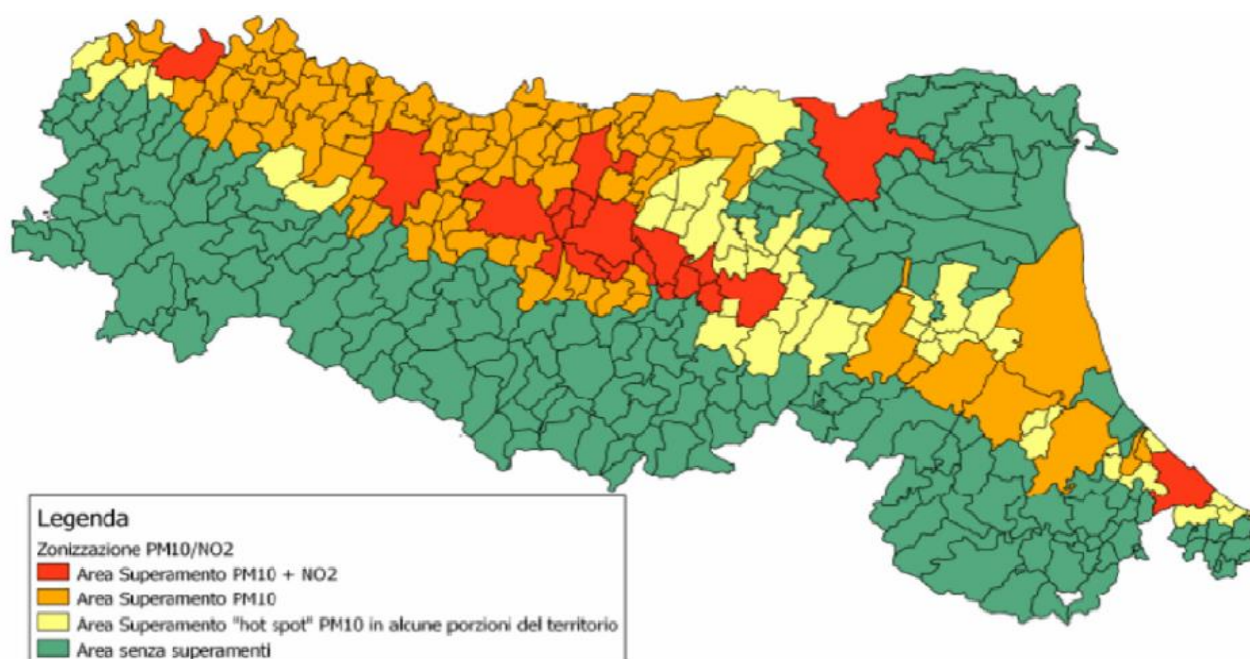 Legenda
Zonizzazione PM10/NO2
Area Superamento PM10 + NO2
Area Superamento PM10
Area Superamento "hot spot" PM10 in alcune porzioni del territorio
Area senza superamenti